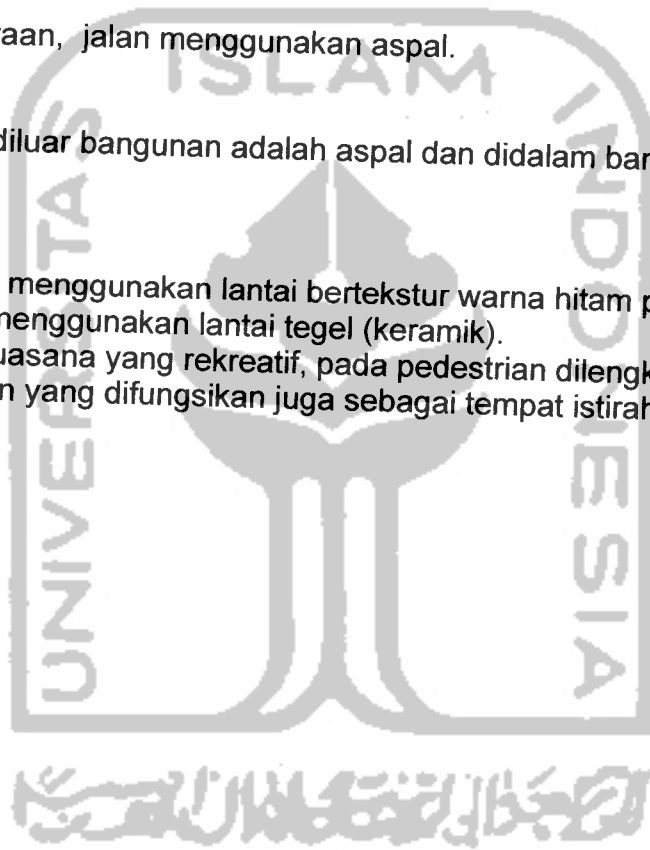 raan, jalan menggunakan aspal.
diluar bangunan adalah aspal dan didalam ban
menggunakan lantai bertekstur warna hitam p
menggunakan lantai tegel (keramik).
uasana yang rekreatif, pada pedestrian dilengk
n yang difungsikan juga sebagai tempat istirah
ISLAM
UNIVERSITAS
INDONESIA